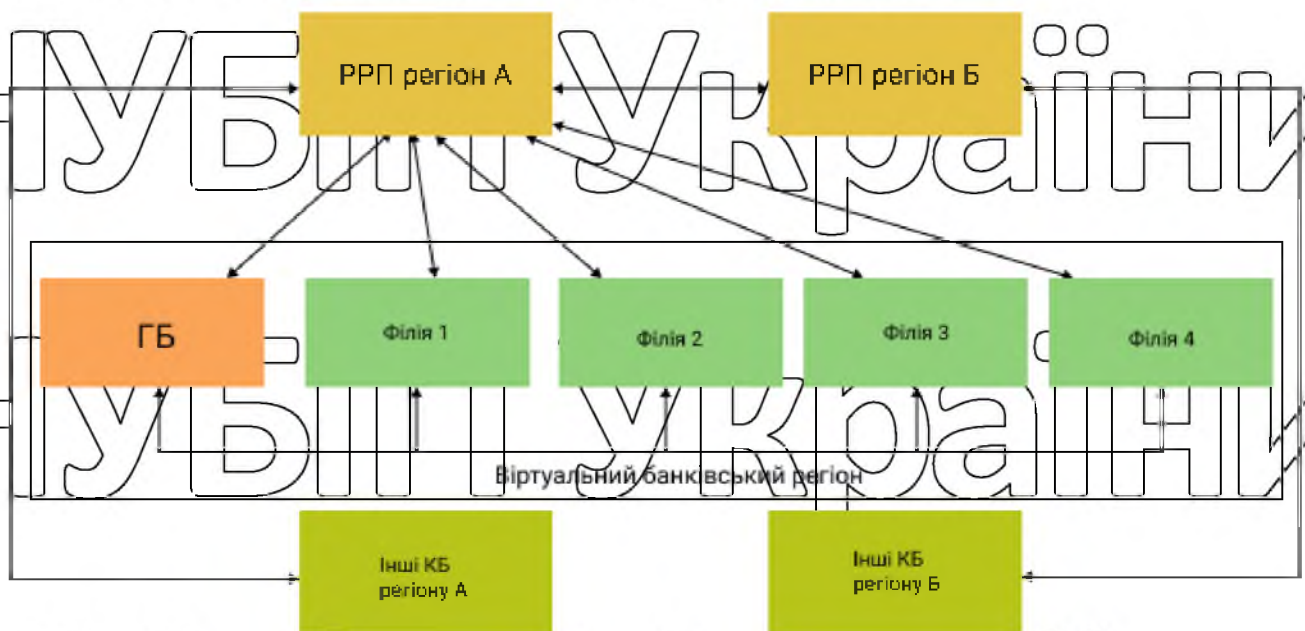 РРП регіон А
РРП регіон Б
НУБіП України
ГБ
Філія 1
Філія 2
Філія 3
Філія 4
НУБіП України
Віртуальний банківський регіон
Інші КБ
регіону А
Інші КБ
регіону Б